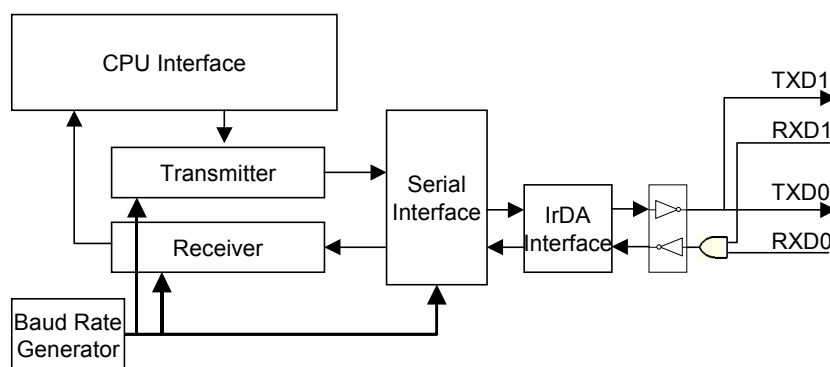 CPU Interface
TXD1
RXD1
Transmitter
Serial
Interface
IrDA
Interface
TXD0
RXD0
Receiver
Baud Rate
Generator